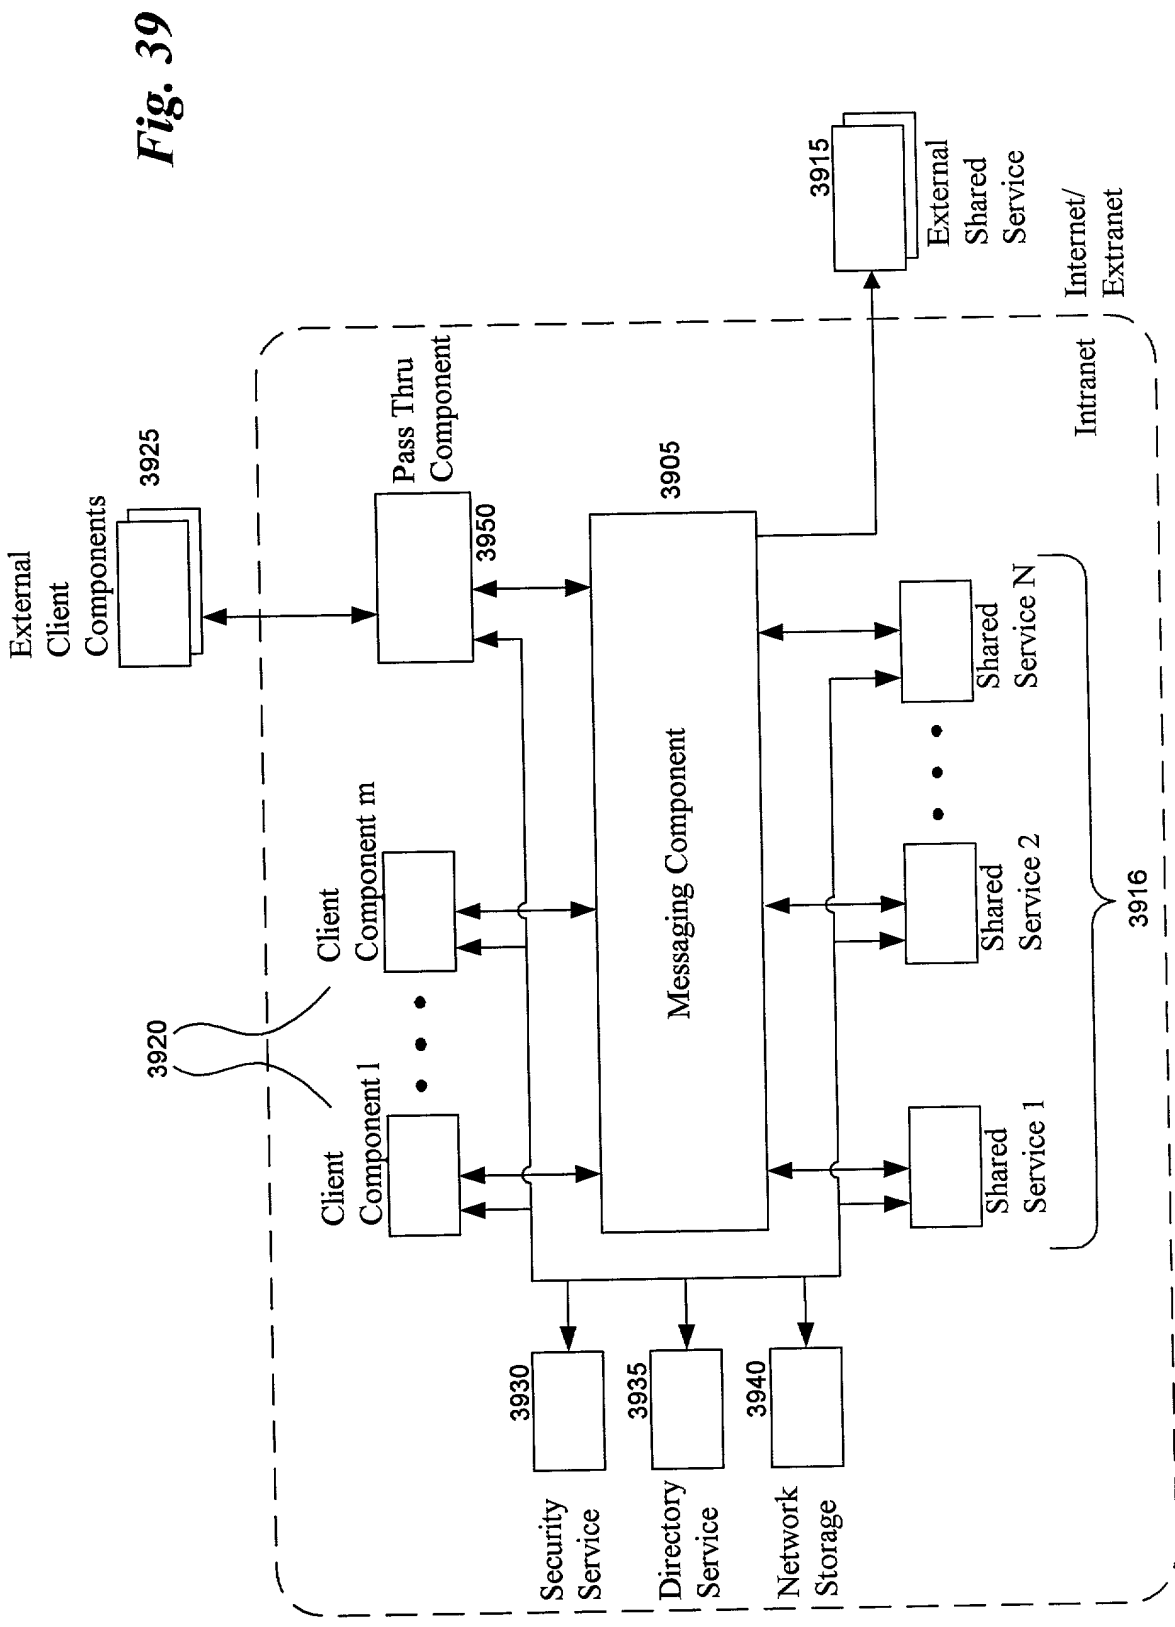 Fig. 39
External
Client
Components
3925
3920
Client
Component 1
Client
Component m
Pass Thru
Component
3950
3905
Messaging Component
3930
Security
Service
3935
Directory
Service
3940
Network
Storage
Shared
Service 1
Shared
Service 2
Shared
Service N
3916
3915
External
Shared
Service
Intranet
Internet/
Extranet